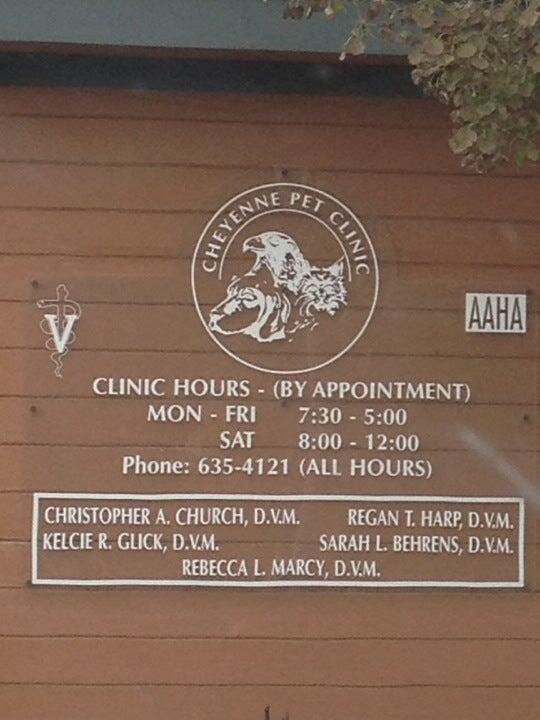 CHEYENNE PET CLINIC
V
AAHA
CLINIC HOURS - (BY APPOINTMENT)
MON - FRI 7:30 - 5:00
SAT 8:00 - 12:00
Phone: 635-4121 (ALL HOURS)
CHRISTOPHER A. CHURCH, D.V.M. REGAN T. HARP, D.V.M.
KELCIE R. GLICK, D.V.M. SARAH L. BEHRENS, D.V.M.
REBECCA L. MARCY, D.V.M.